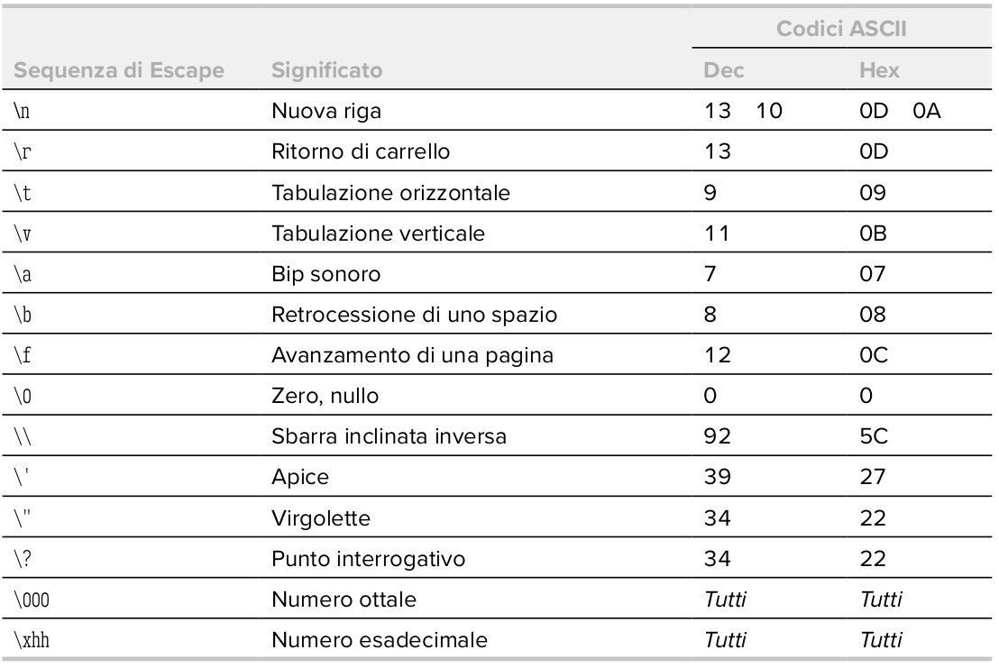 Codici ASCII
Sequenza di Escape Significato Dec Hex
\n Nuova riga 13 10 0D 0A
\r Ritorno di carrello 13 0D
\t Tabulazione orizzontale 9 09
\v Tabulazione verticale 11 0B
\a Bip sonoro 7 07
\b Retrocessione di uno spazio 8 08
\f Avanzamento di una pagina 12 0C
\0 Zero, nullo 0 0
\\ Sbarra inclinata inversa 92 5C
\' Apice 39 27
\" Virgolette 34 22
\? Punto interrogativo 34 22
\000 Numero ottale Tutti Tutti
\xhh Numero esadecimale Tutti Tutti